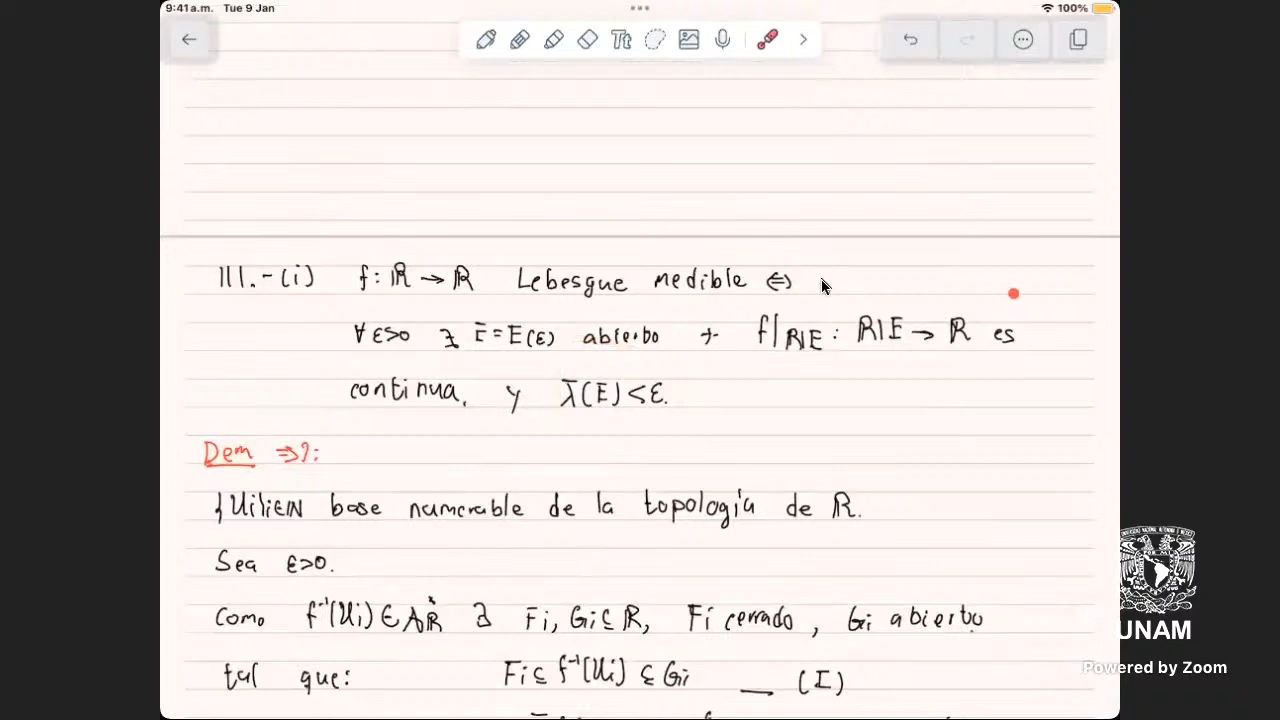 9:41a.m. Tue 9 Jan
100%
Tt
III.-(i) f: ℝ → ℝ Lebesgue medible ⇔
∀ ε>0 ∃ E = E(ε) abierto + f|ℝ\E : ℝ\E → ℝ es
continua, y λ̄(E) < ε.
Dem ⇒?:
{Ui}i∈ℕ base numerable de la topología de ℝ.
Sea ε>0.
Como f⁻¹(Ui) ∈ A*ℝ ∃ Fi, Gi ⊆ ℝ, Fi cerrado, Gi abierto
tal que: Fi ⊆ f⁻¹(Ui) ⊆ Gi — (I)
UNAM
Powered by Zoom